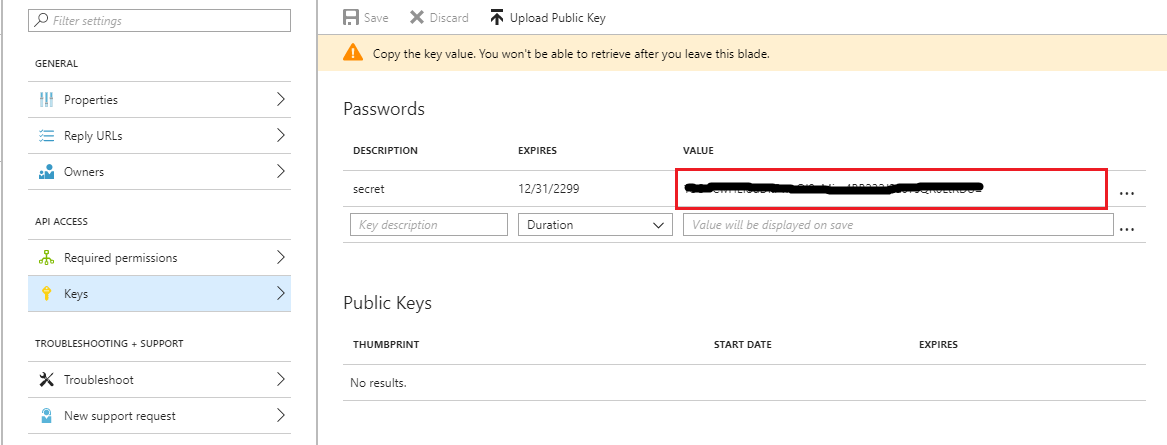 Filter settings
GENERAL
Properties
Reply URLs
Owners
API ACCESS
Required permissions
Keys
TROUBLESHOOTING + SUPPORT
Troubleshoot
New support request
Save Discard Upload Public Key
Copy the key value. You won't be able to retrieve after you leave this blade.
Passwords
DESCRIPTION EXPIRES VALUE
secret 12/31/2299 ...
Key description Duration Value will be displayed on save ...
Public Keys
THUMBPRINT START DATE EXPIRES
No results.